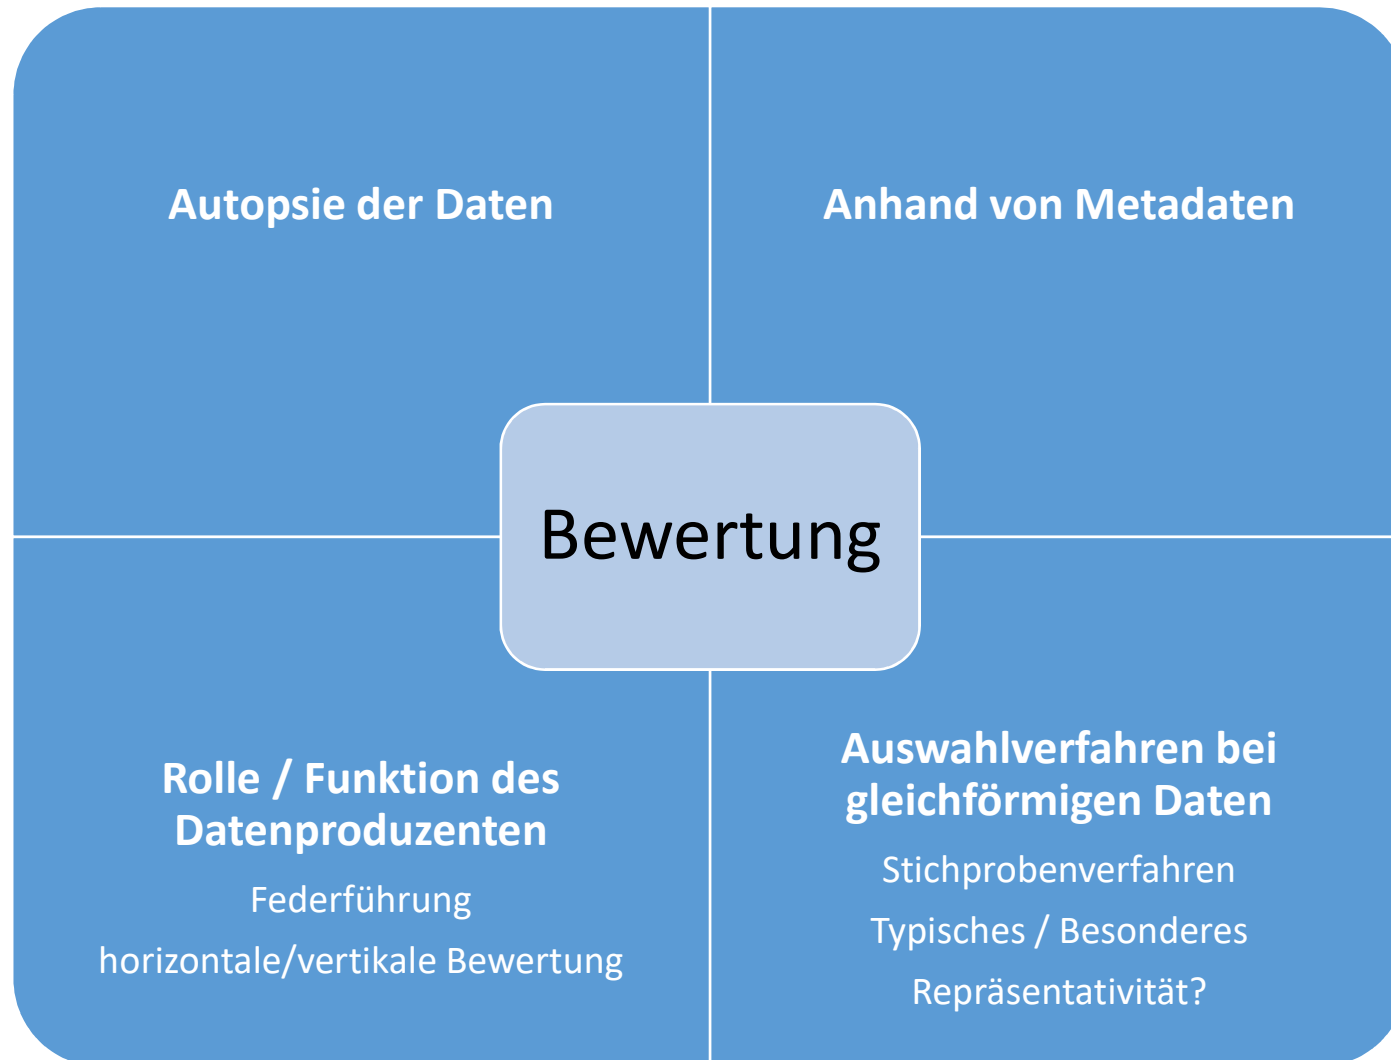 Autopsie der Daten
Anhand von Metadaten
Bewertung
Rolle / Funktion des
Datenproduzenten
Federführung
horizontale/vertikale Bewertung
Auswahlverfahren bei
gleichförmigen Daten
Stichprobenverfahren
Typisches / Besonderes
Repräsentativität?